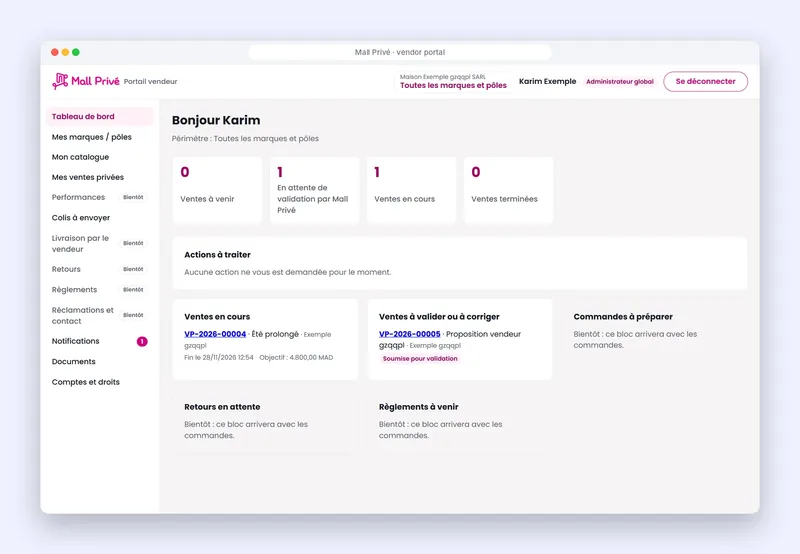 Mall Privé · vendor portal
Mall Privé Portail vendeur
Maison Exemple gzqqpl SARL
Toutes les marques et pôles
Karim Exemple
Administrateur global
Se déconnecter
Tableau de bord
Mes marques / pôles
Mon catalogue
Mes ventes privées
Performances Bientôt
Colis à envoyer
Livraison par le
vendeur
Bientôt
Retours Bientôt
Règlements Bientôt
Réclamations et
contact
Bientôt
Notifications 1
Documents
Comptes et droits
Bonjour Karim
Périmètre : Toutes les marques et pôles
0
Ventes à venir
1
En attente de
validation par Mall
Privé
1
Ventes en cours
0
Ventes terminées
Actions à traiter
Aucune action ne vous est demandée pour le moment.
Ventes en cours
VP-2026-00004 · Été prolongé · Exemple
gzqqpl
Fin le 28/11/2026 12:54 · Objectif : 4.800,00 MAD
Ventes à valider ou à corriger
VP-2026-00005 · Proposition vendeur
gzqqpl · Exemple gzqqpl
Soumise pour validation
Commandes à préparer
Bientôt : ce bloc arrivera avec les
commandes.
Retours en attente
Bientôt : ce bloc arrivera avec les
commandes.
Règlements à venir
Bientôt : ce bloc arrivera avec les
commandes.